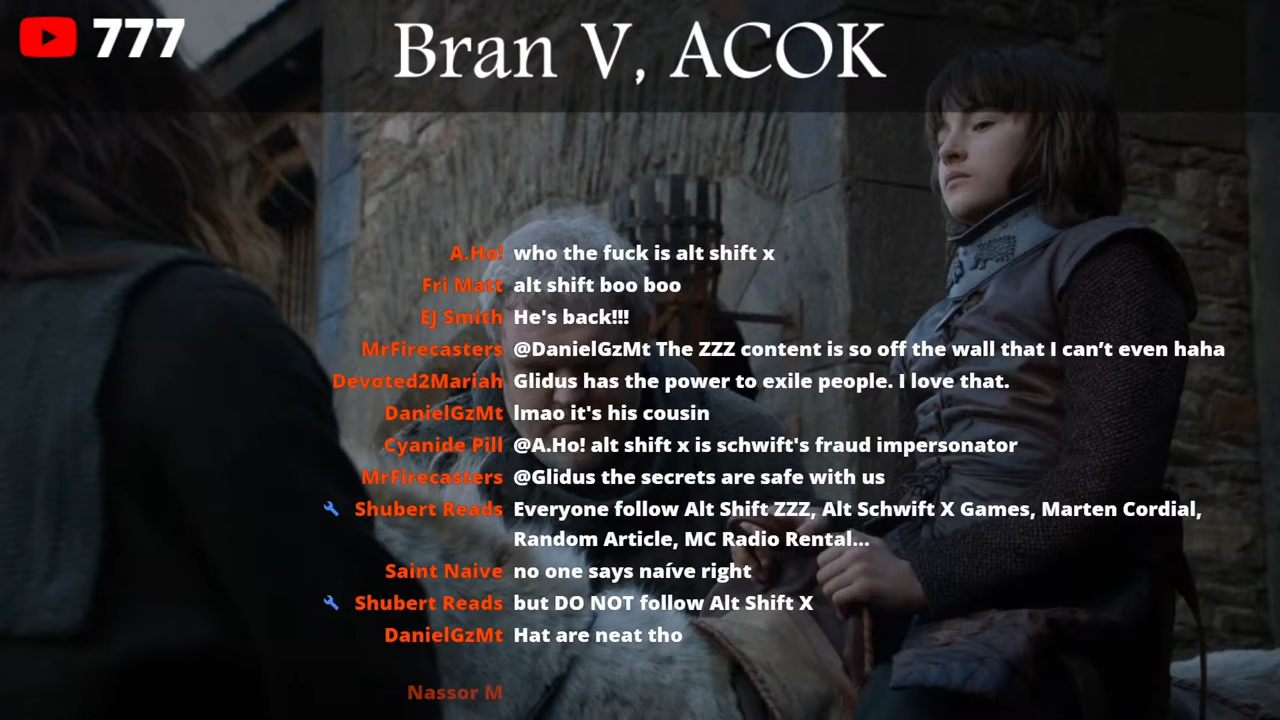 777
Bran V, ACOK
A.Ho! who the fuck is alt shift x
Fri Matt alt shift boo boo
EJ Smith He's back!!!
MrFirecasters @DanielGzMt The ZZZ content is so off the wall that I can’t even haha
Devoted2Mariah Glidus has the power to exile people. I love that.
DanielGzMt lmao it's his cousin
Cyanide Pill @A.Ho! alt shift x is schwift's fraud impersonator
MrFirecasters @Glidus the secrets are safe with us
Shubert Reads Everyone follow Alt Shift ZZZ, Alt Schwift X Games, Marten Cordial,
Random Article, MC Radio Rental...
Saint Naive no one says naíve right
Shubert Reads but DO NOT follow Alt Shift X
DanielGzMt Hat are neat tho
Nassor M